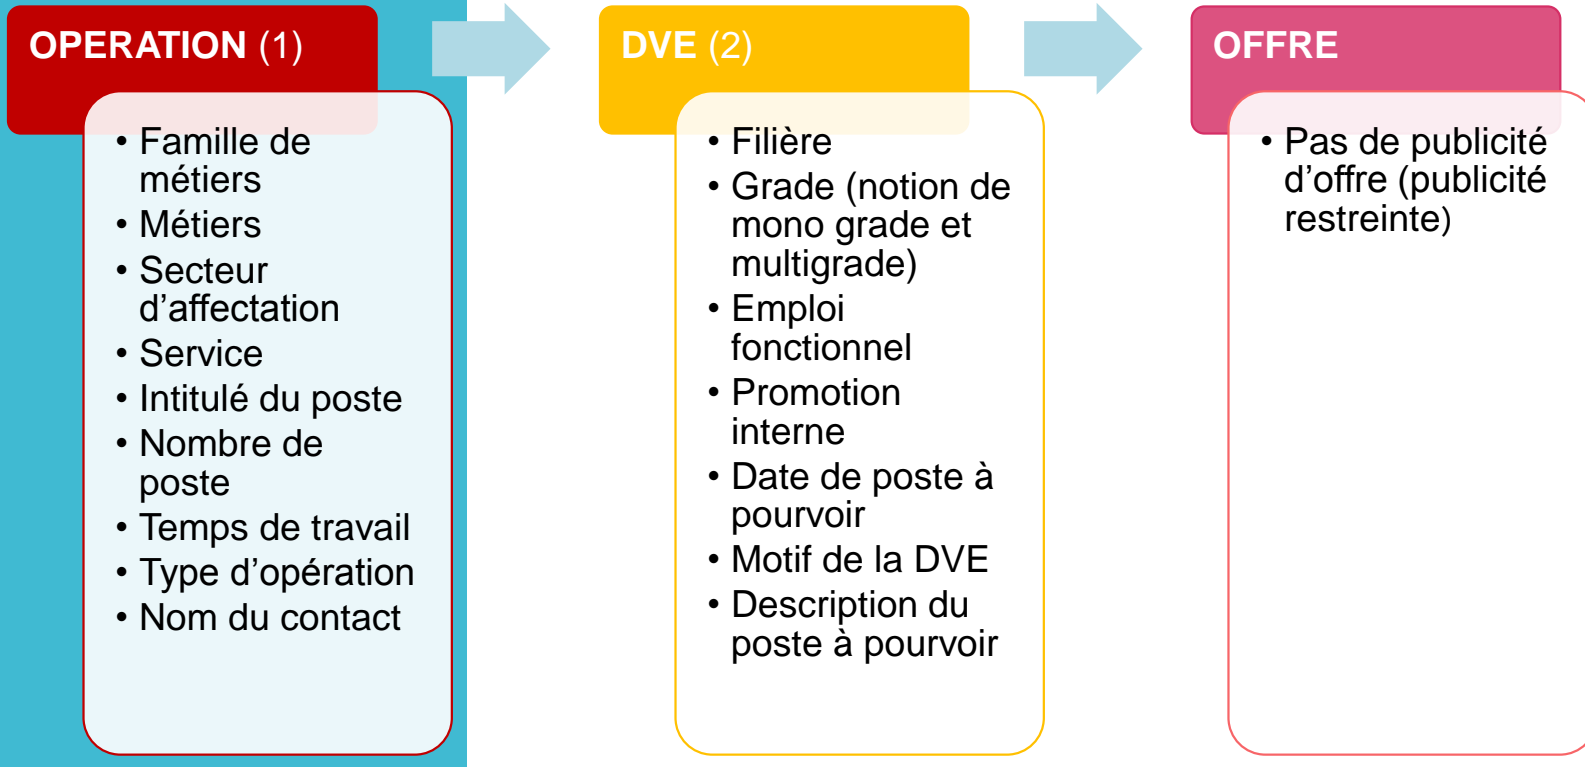 OPERATION (1)
• Famille de
métiers
• Métiers
• Secteur
d’affectation
• Service
• Intitulé du poste
• Nombre de
poste
• Temps de travail
• Type d’opération
• Nom du contact
DVE (2)
• Filière
• Grade (notion de
mono grade et
multigrade)
• Emploi
fonctionnel
• Promotion
interne
• Date de poste à
pourvoir
• Motif de la DVE
• Description du
poste à pourvoir
OFFRE
• Pas de publicité
d’offre (publicité
restreinte)